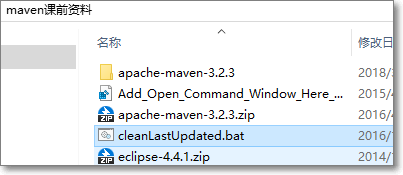 maven课前资料
名称 修改日
apache-maven-3.2.3 2018/
Add_Open_Command_Window_Here_... 2015/
apache-maven-3.2.3.zip 2016/
cleanLastUpdated.bat 2016/
eclipse-4.4.1.zip 2014/